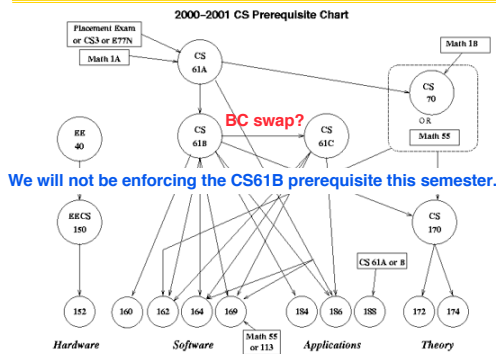 2000-2001 CS Prerequisite Chart
Placement Exam
or CS3 or E77N
Math 1A
CS
61A
Math 1B
CS
70
OR
Math 55
EE
40
CS
61B
BC swap?
CS
61C
We will not be enforcing the CS61B prerequisite this semester.
EECS
150
CS
170
CS 61A or B
152
160
162
164
169
184
186
188
172
174
Math 55
or 113
Hardware
Software
Applications
Theory